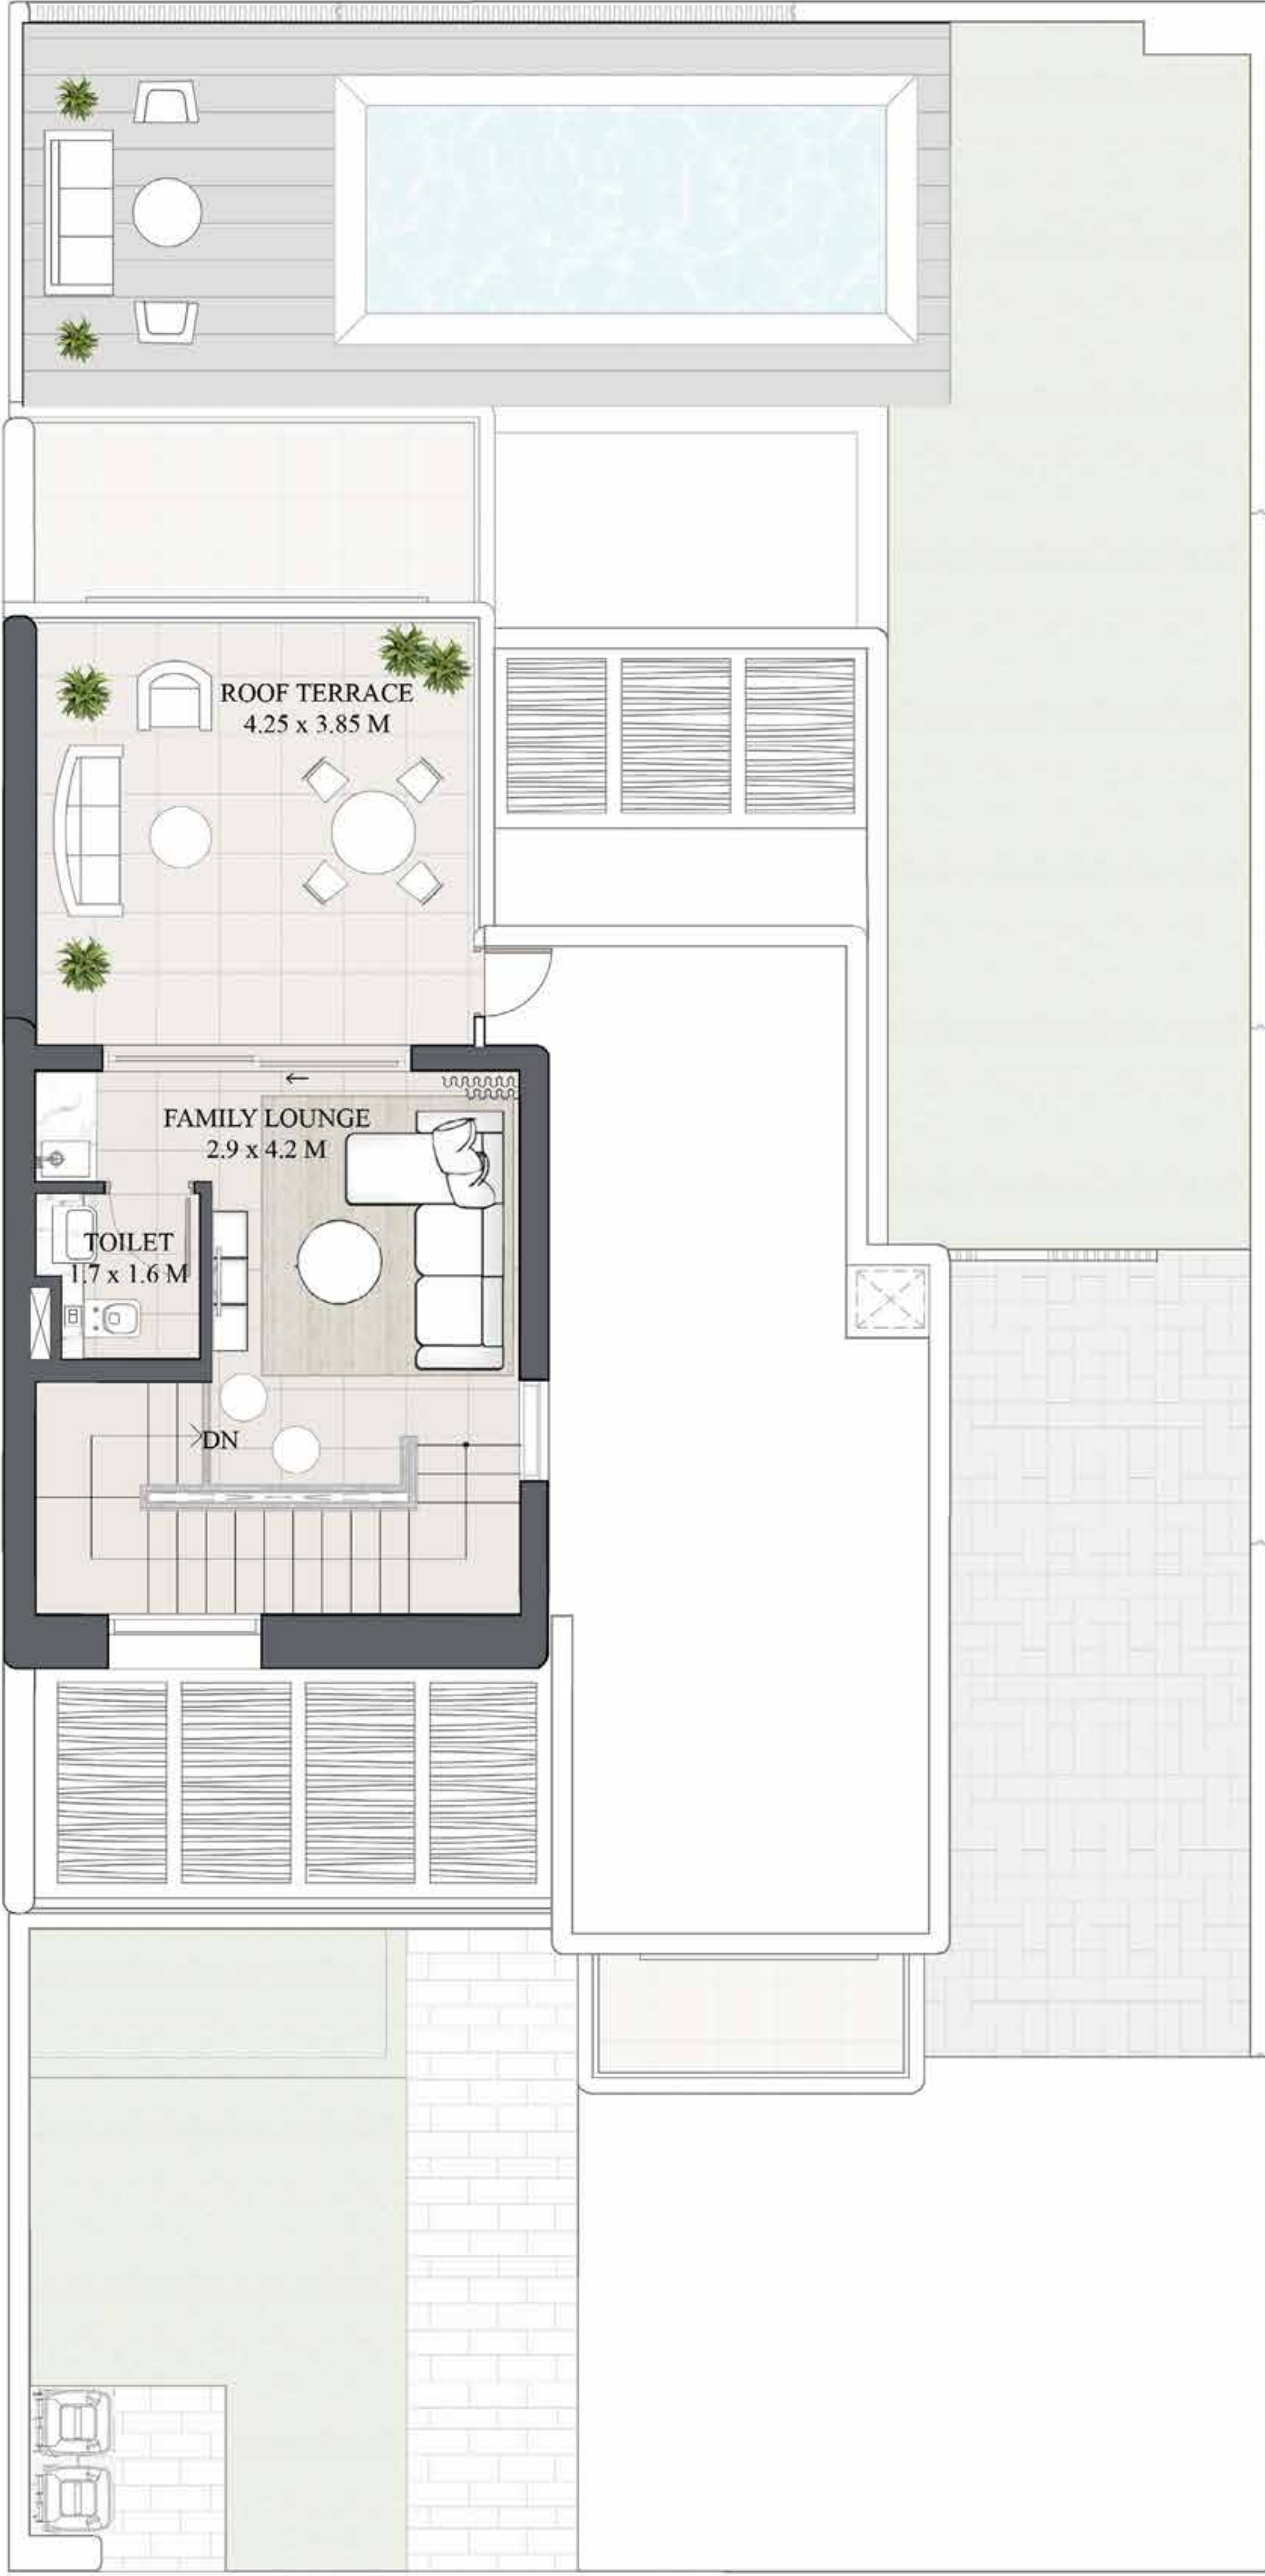 ROOF TERRACE
4.25 x 3.85 M
FAMILY LOUNGE
2.9 x 4.2 M
TOILET
1.7 x 1.6 M
DN